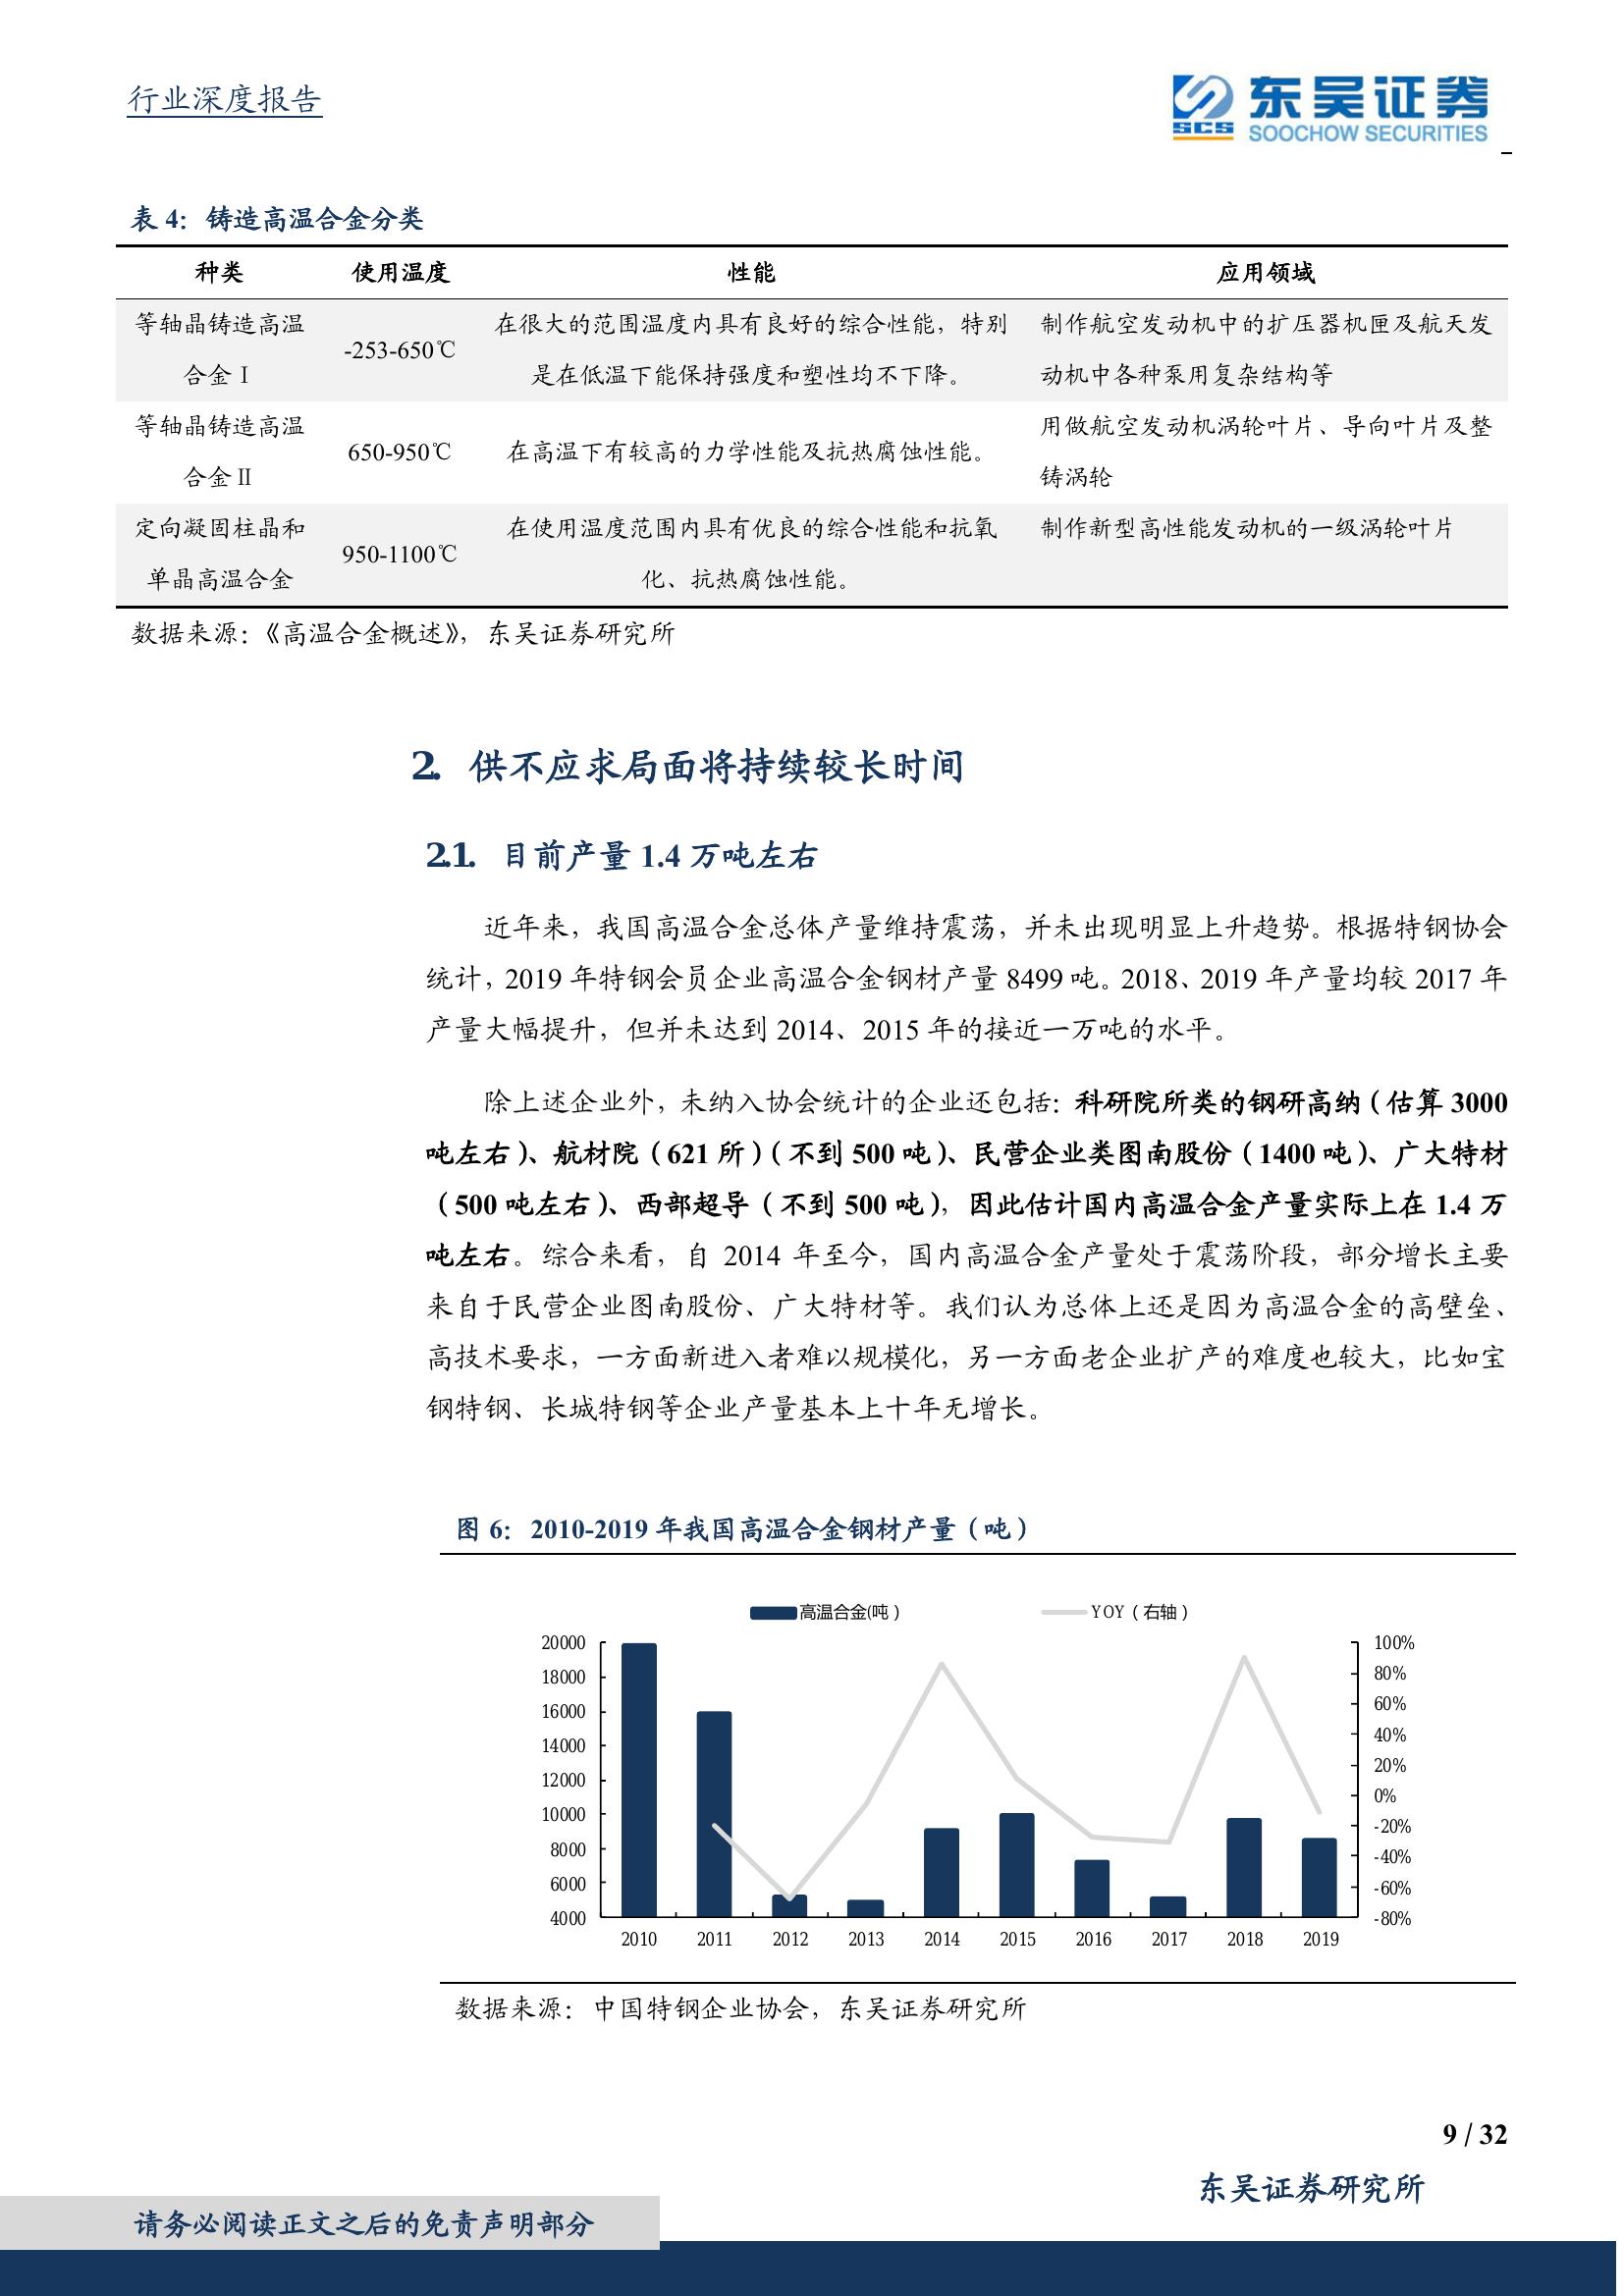 行业深度报告
SCS 东吴证券
SOOCHOW SECURITIES
表 4：铸造高温合金分类
种类 使用温度 性能 应用领域
等轴晶铸造高温
合金Ⅰ
-253-650℃
在很大的范围温度内具有良好的综合性能，特别
是在低温下能保持强度和塑性均不下降。
制作航空发动机中的扩压器机匣及航天发
动机中各种泵用复杂结构等
等轴晶铸造高温
合金Ⅱ
650-950℃
在高温下有较高的力学性能及抗热腐蚀性能。
用做航空发动机涡轮叶片、导向叶片及整
铸涡轮
定向凝固柱晶和
单晶高温合金
950-1100℃
在使用温度范围内具有优良的综合性能和抗氧
化、抗热腐蚀性能。
制作新型高性能发动机的一级涡轮叶片
数据来源：《高温合金概述》，东吴证券研究所
2. 供不应求局面将持续较长时间
2.1. 目前产量 1.4 万吨左右
近年来，我国高温合金总体产量维持震荡，并未出现明显上升趋势。根据特钢协会
统计，2019 年特钢会员企业高温合金钢材产量 8499 吨。2018、2019 年产量均较 2017 年
产量大幅提升，但并未达到 2014、2015 年的接近一万吨的水平。
除上述企业外，未纳入协会统计的企业还包括：科研院所类的钢研高纳（估算 3000
吨左右）、航材院（621 所）（不到 500 吨）、民营企业类图南股份（1400 吨）、广大特材
（500 吨左右）、西部超导（不到 500 吨），因此估计国内高温合金产量实际上在 1.4 万
吨左右。综合来看，自 2014 年至今，国内高温合金产量处于震荡阶段，部分增长主要
来自于民营企业图南股份、广大特材等。我们认为总体上还是因为高温合金的高壁垒、
高技术要求，一方面新进入者难以规模化，另一方面老企业扩产的难度也较大，比如宝
钢特钢、长城特钢等企业产量基本上十年无增长。
图 6：2010-2019 年我国高温合金钢材产量（吨）
高温合金(吨） YOY（右轴）
20000 100%
18000 80%
16000 60%
14000 40%
12000 20%
10000 0%
8000 -20%
6000 -40%
4000 -60%
-80%
2010 2011 2012 2013 2014 2015 2016 2017 2018 2019
数据来源：中国特钢企业协会，东吴证券研究所
9 / 32
东吴证券研究所
请务必阅读正文之后的免责声明部分